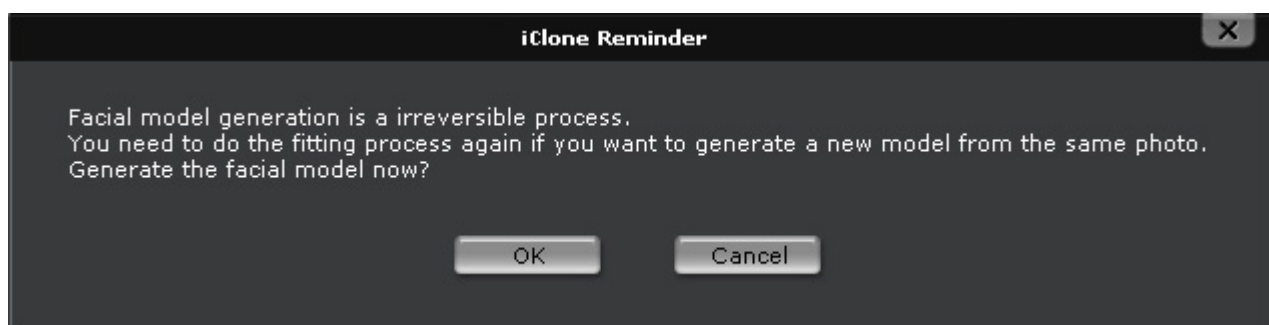 iClone Reminder
X
Facial model generation is a irreversible process.
You need to do the fitting process again if you want to generate a new model from the same photo.
Generate the facial model now?
OK
Cancel